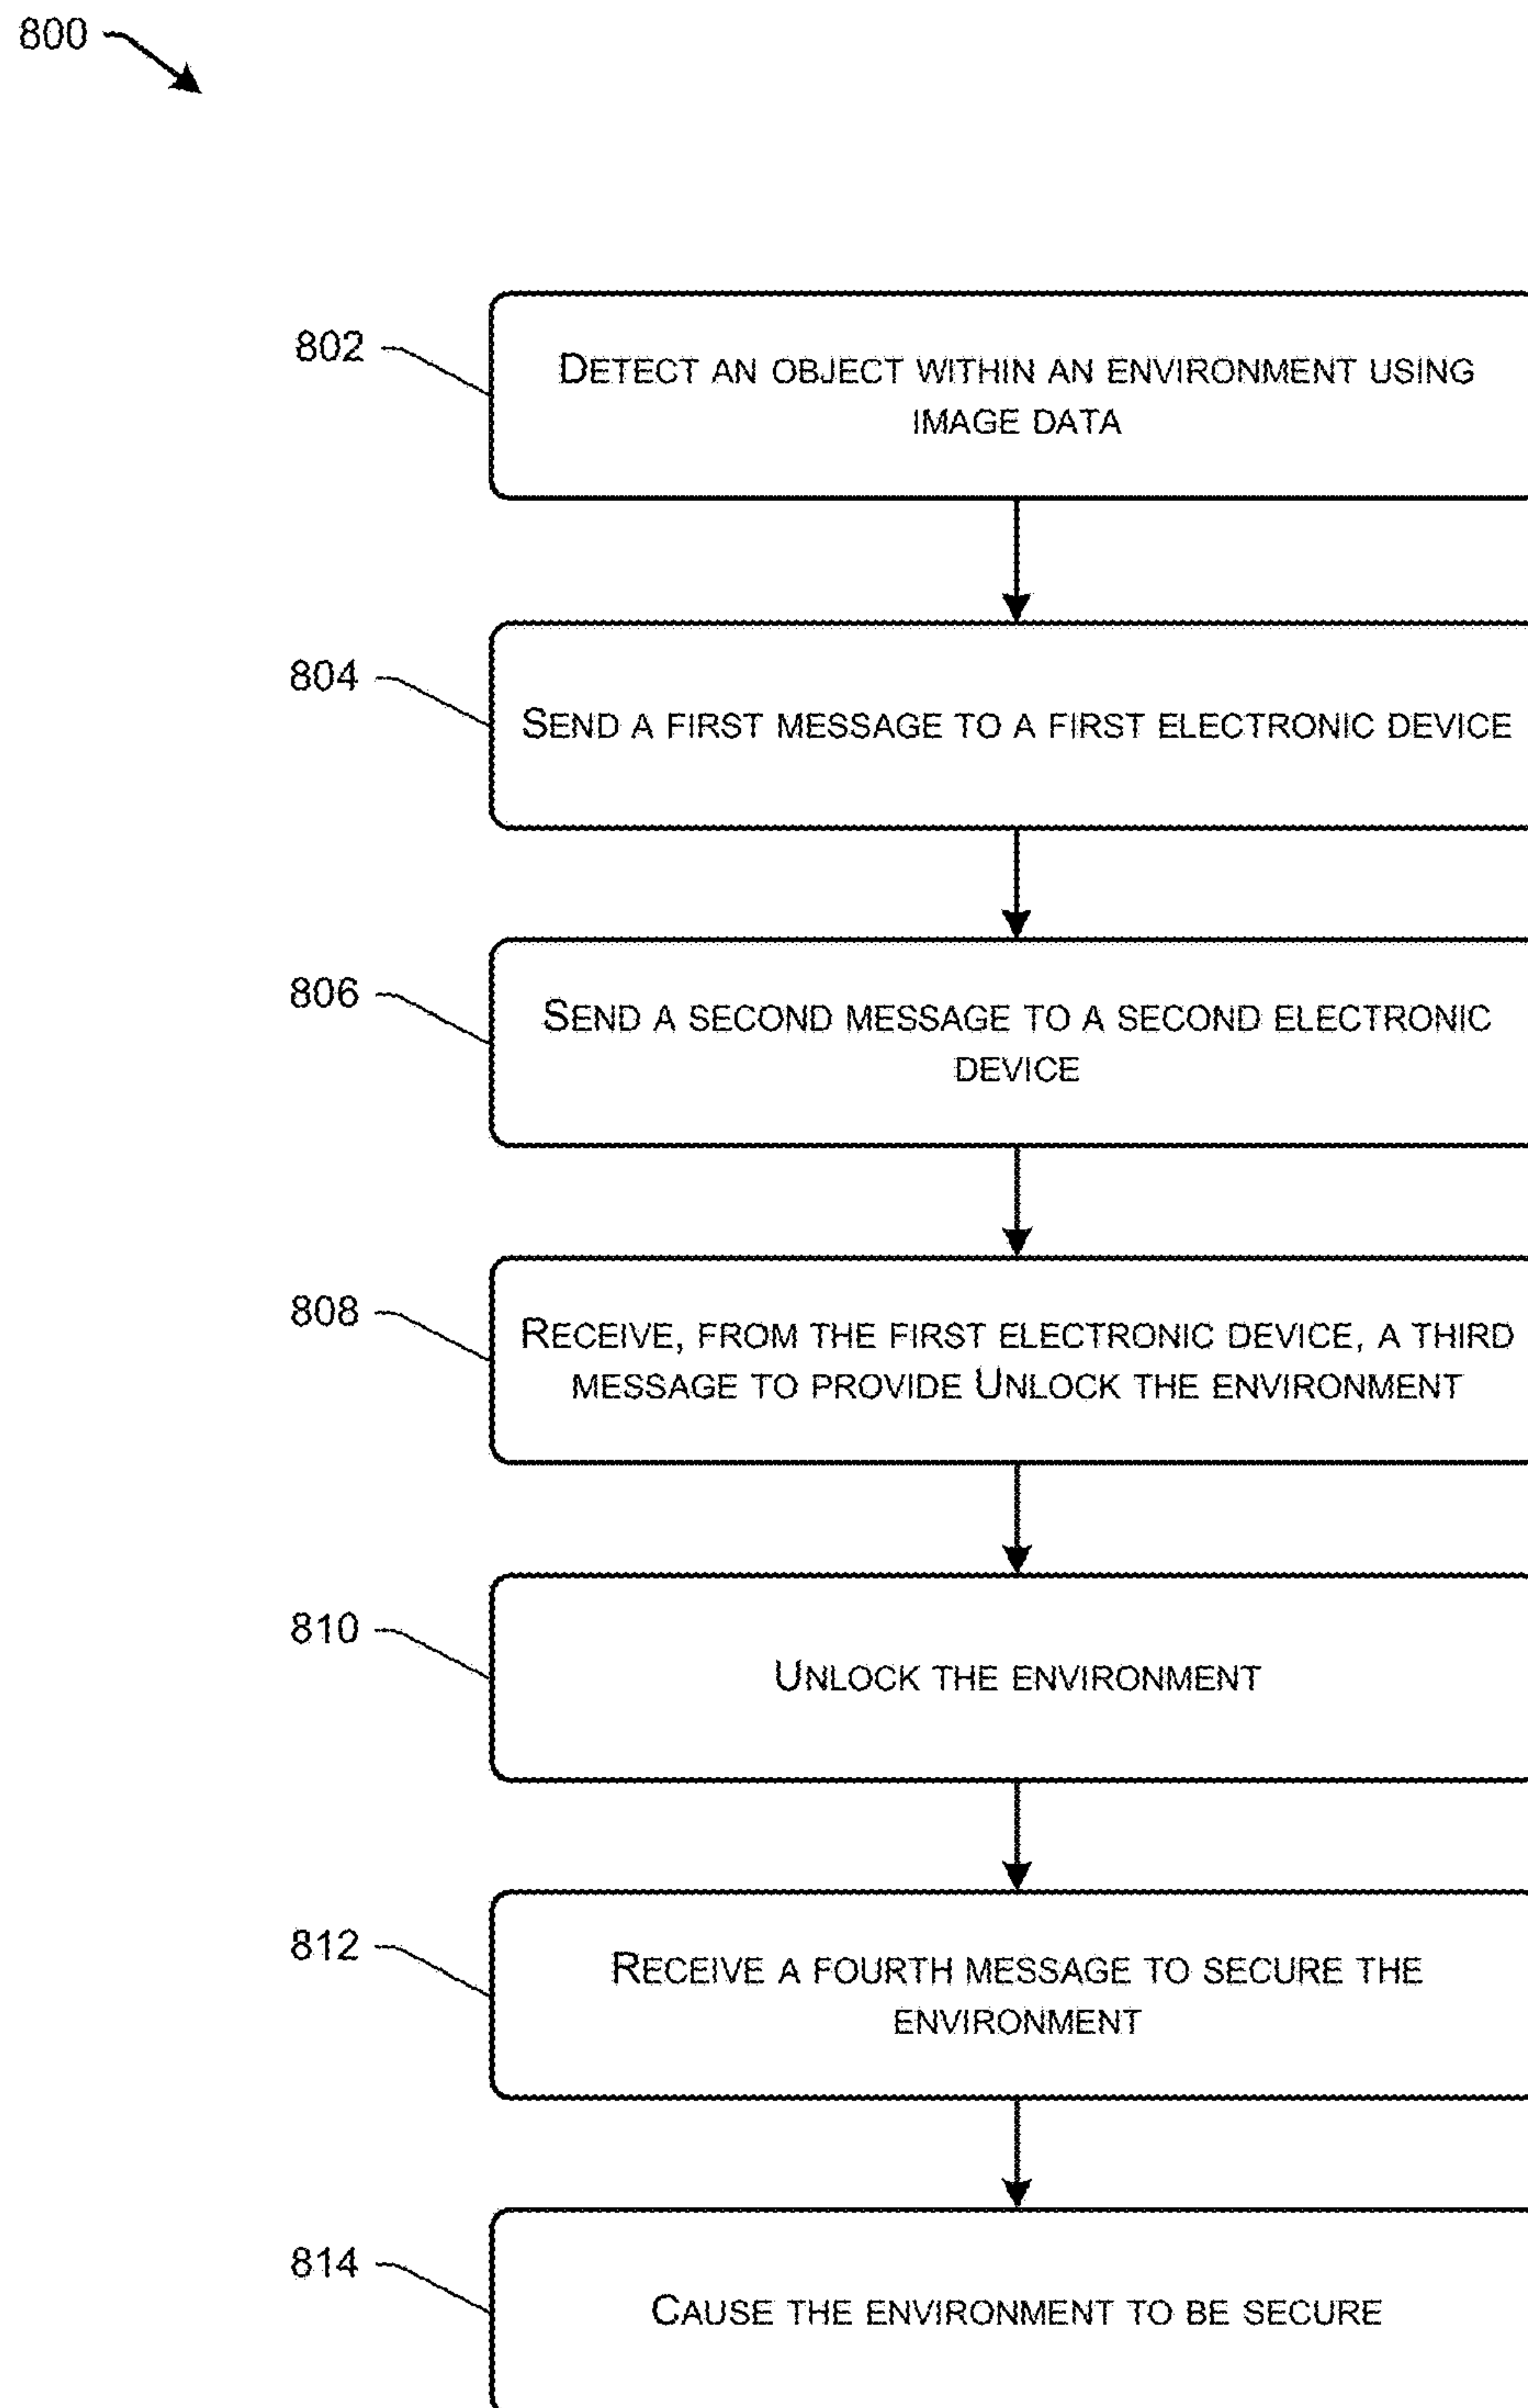 800
802
DETECT AN OBJECT WITHIN AN ENVIRONMENT USING
IMAGE DATA
804
SEND A FIRST MESSAGE TO A FIRST ELECTRONIC DEVICE
806
SEND A SECOND MESSAGE TO A SECOND ELECTRONIC
DEVICE
808
RECEIVE, FROM THE FIRST ELECTRONIC DEVICE, A THIRD
MESSAGE TO PROVIDE UNLOCK THE ENVIRONMENT
810
UNLOCK THE ENVIRONMENT
812
RECEIVE A FOURTH MESSAGE TO SECURE THE
ENVIRONMENT
814
CAUSE THE ENVIRONMENT TO BE SECURE